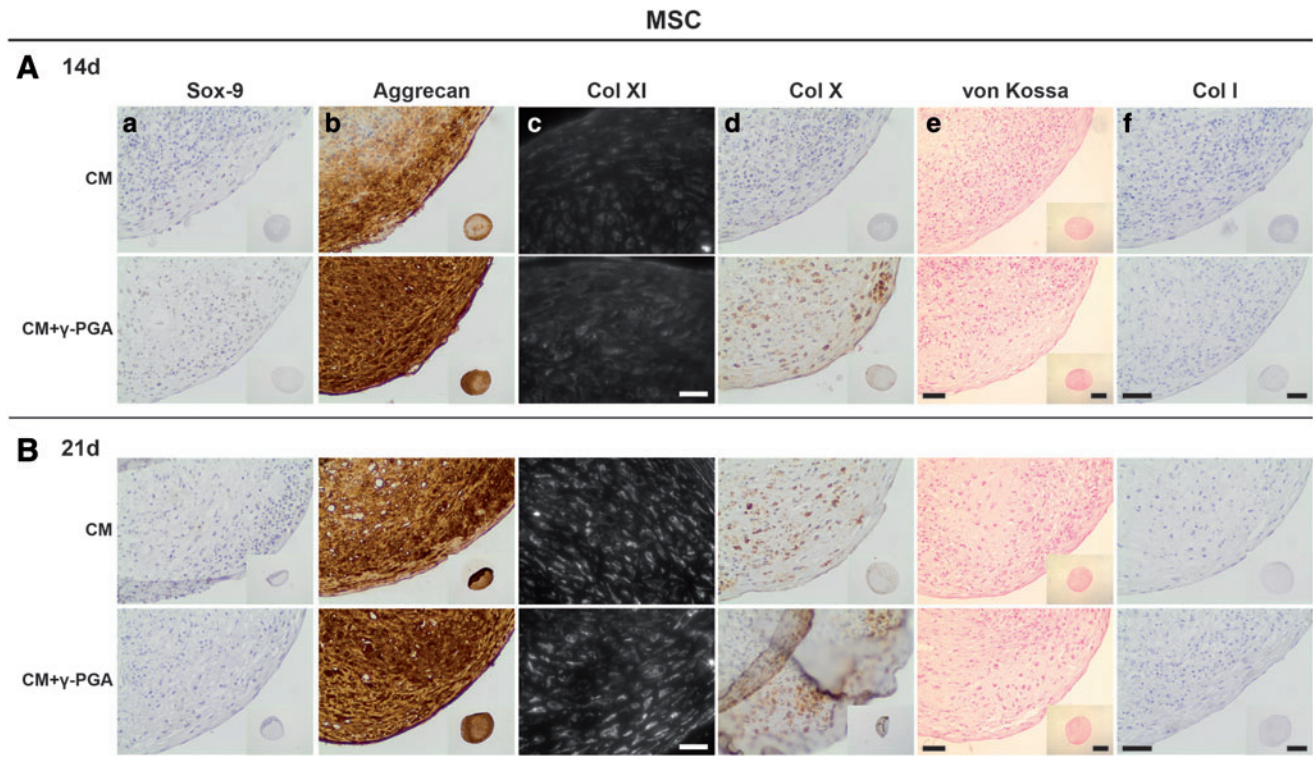 MSC
A 14d
Sox-9 Aggrecan Col XI Col X von Kossa Col I
a b c d e f
CM
CM+γ-PGA
B 21d
CM
CM+γ-PGA